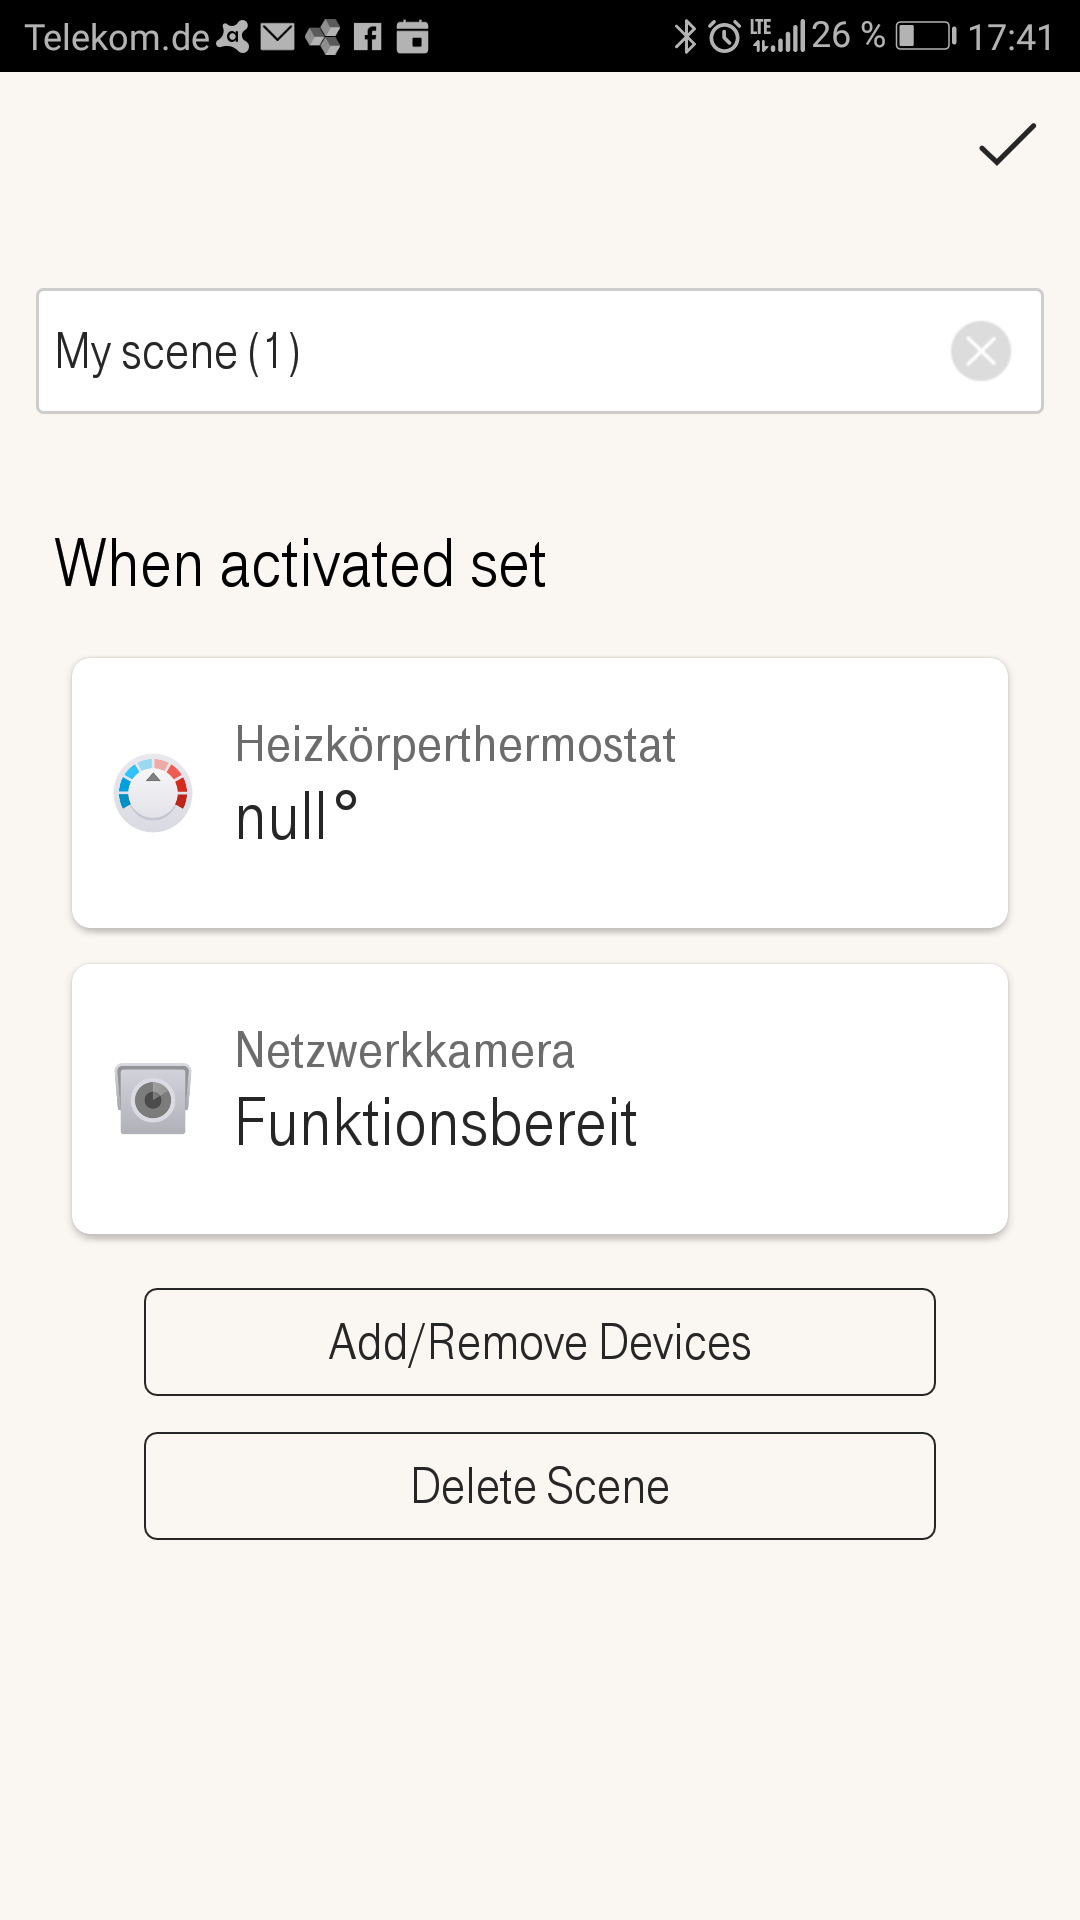 Telekom.de LTE 26 % 17:41
My scene (1)
When activated set
Heizkörperthermostat
null°
Netzwerkkamera
Funktionsbereit
Add/Remove Devices
Delete Scene